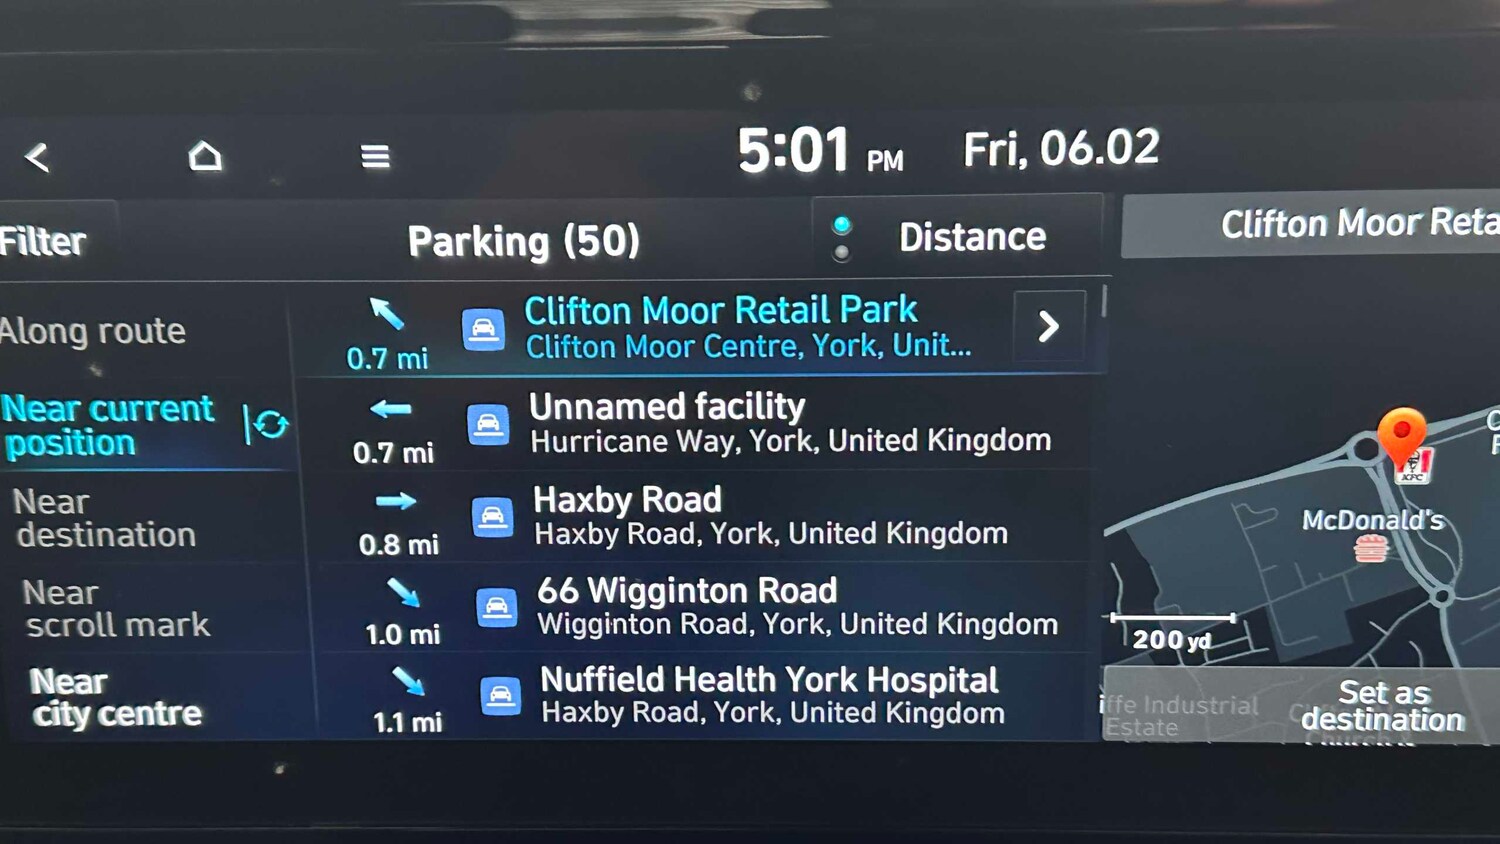 5:01 PM Fri, 06.02
Filter
Parking (50)
Distance
Along route
Near current
position
Near
destination
Near
scroll mark
Near
city centre
0.7 mi
Clifton Moor Retail Park
Clifton Moor Centre, York, Unit...
0.7 mi
Unnamed facility
Hurricane Way, York, United Kingdom
0.8 mi
Haxby Road
Haxby Road, York, United Kingdom
1.0 mi
66 Wigginton Road
Wigginton Road, York, United Kingdom
1.1 mi
Nuffield Health York Hospital
Haxby Road, York, United Kingdom
Clifton Moor Reta
KFC
McDonald's
200 yd
iffe Industrial
Estate
Set as
destination